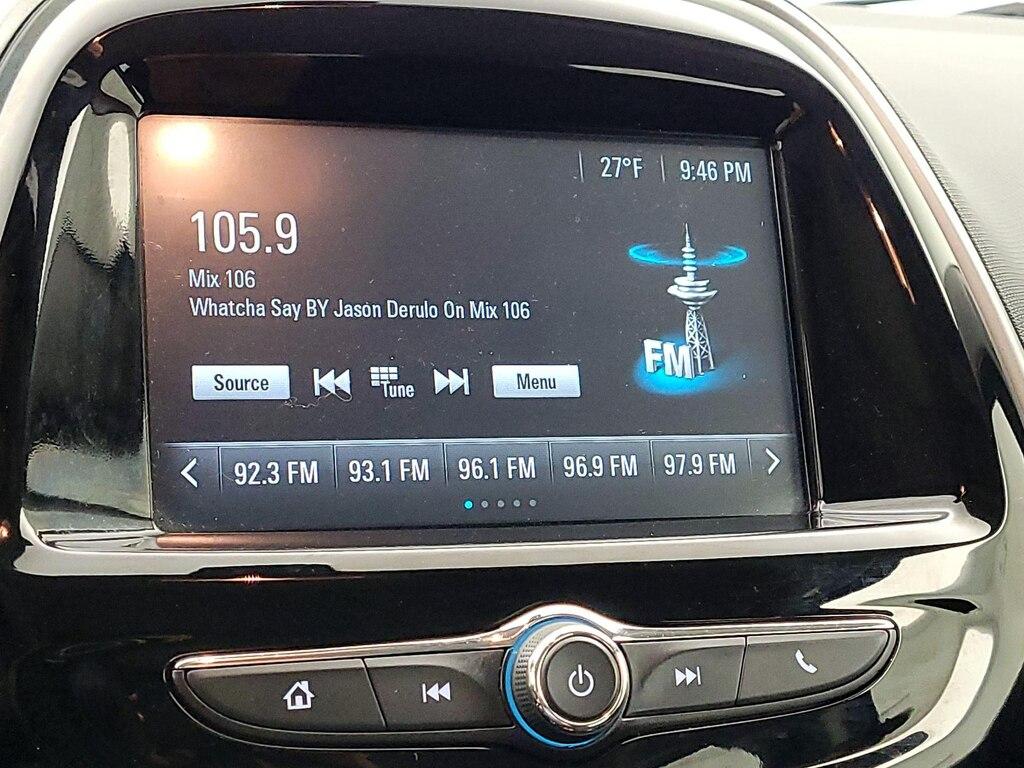 27°F 9:46 PM
105.9
Mix 106
Whatcha Say BY Jason Derulo On Mix 106
FM
Source Tune Menu
92.3 FM 93.1 FM 96.1 FM 96.9 FM 97.9 FM